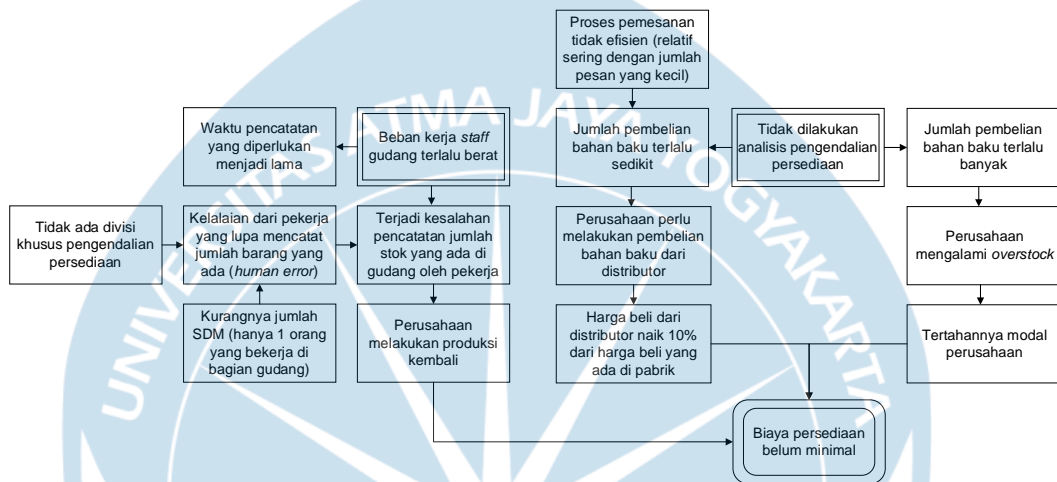 Proses pemesanan
tidak efisien (relatif
sering dengan jumlah
pesan yang kecil)
Waktu pencatatan
yang diperlukan
menjadi lama
Beban kerja staff
gudang terlalu berat
Jumlah pembelian
bahan baku terlalu
sedikit
Tidak dilakukan
analisis pengendalian
persediaan
Jumlah pembelian
bahan baku terlalu
banyak
Tidak ada divisi
khusus pengendalian
persediaan
Kelalaian dari pekerja
yang lupa mencatat
jumlah barang yang
ada (human error)
Terjadi kesalahan
pencatatan jumlah
stok yang ada di
gudang oleh pekerja
Perusahaan perlu
melakukan pembelian
bahan baku dari
distributor
Perusahaan
mengalami overstock
Kurangnya jumlah
SDM (hanya 1 orang
yang bekerja di
bagian gudang)
Perusahaan
melakukan produksi
kembali
Harga beli dari
distributor naik 10%
dari harga beli yang
ada di pabrik
Tertahannya modal
perusahaan
Biaya persediaan
belum minimal
UNIVERSITAS ATMA JAYA YOGYAKARTA